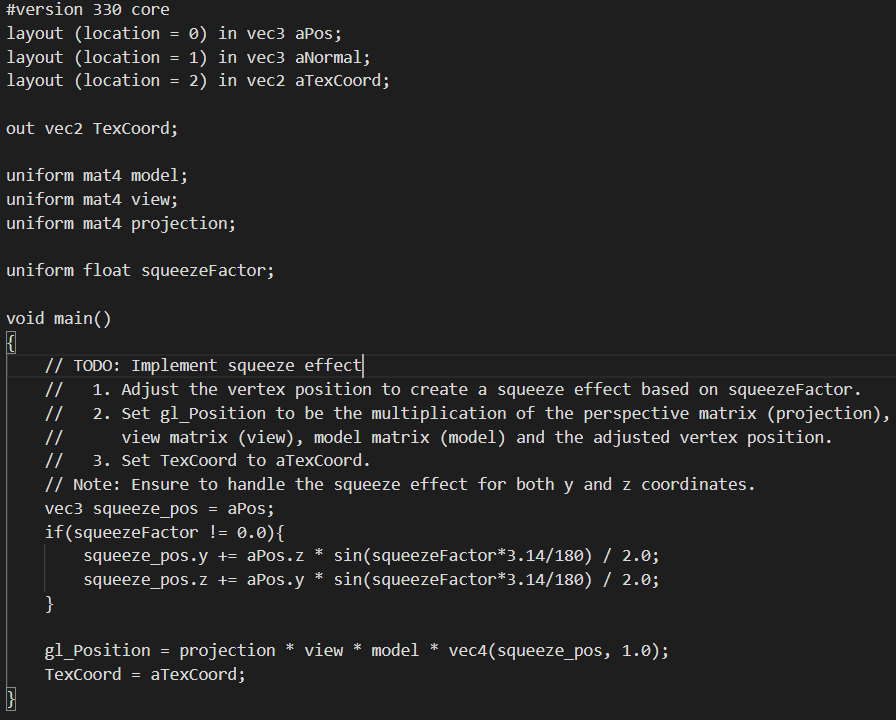 #version 330 core
layout (location = 0) in vec3 aPos;
layout (location = 1) in vec3 aNormal;
layout (location = 2) in vec2 aTexCoord;

out vec2 TexCoord;

uniform mat4 model;
uniform mat4 view;
uniform mat4 projection;

uniform float squeezeFactor;

void main()
{
    // TODO: Implement squeeze effect
    //   1. Adjust the vertex position to create a squeeze effect based on squeezeFactor.
    //   2. Set gl_Position to be the multiplication of the perspective matrix (projection),
    //      view matrix (view), model matrix (model) and the adjusted vertex position.
    //   3. Set TexCoord to aTexCoord.
    // Note: Ensure to handle the squeeze effect for both y and z coordinates.
    vec3 squeeze_pos = aPos;
    if(squeezeFactor != 0.0){
        squeeze_pos.y += aPos.z * sin(squeezeFactor*3.14/180) / 2.0;
        squeeze_pos.z += aPos.y * sin(squeezeFactor*3.14/180) / 2.0;
    }

    gl_Position = projection * view * model * vec4(squeeze_pos, 1.0);
    TexCoord = aTexCoord;
}